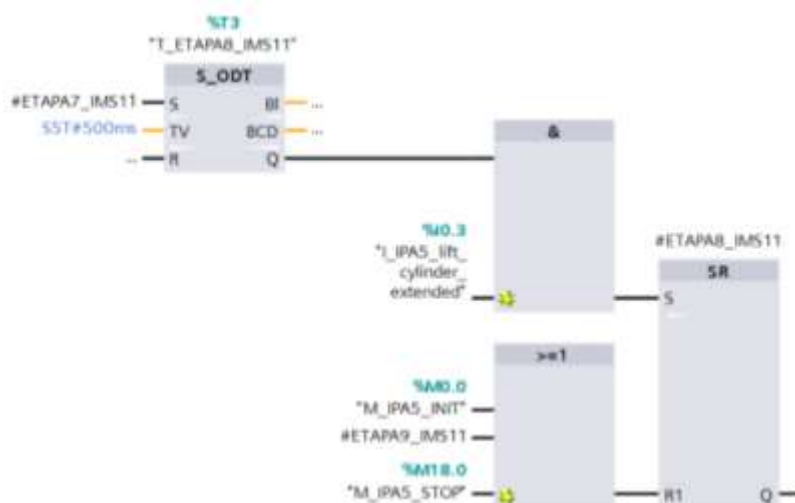 %T3
"T_ETAPA8_IMS11"
S_ODT
#ETAPA7_IMS11 S BI ...
S5T#500ms TV BCD ...
... R Q
&
%I0.3
"I_IPA5_lift_
cylinder_
extended"
#ETAPA8_IMS11
SR
S
>=1
%M0.0
"M_IPA5_INIT"
#ETAPA9_IMS11
%M18.0
"M_IPA5_STOP" R1 Q